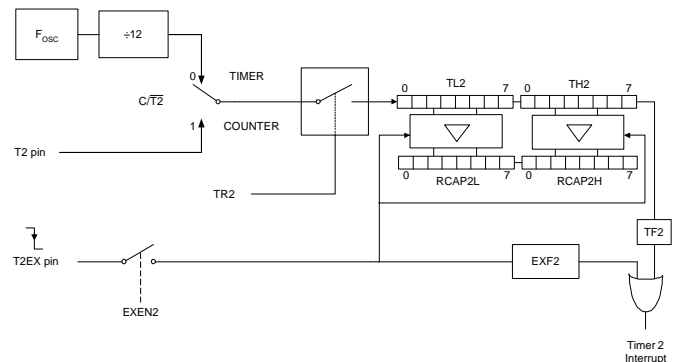 FOSC
÷12
0
TIMER
C/T2
1
COUNTER
T2 pin
TR2
0
TL2
7
0
TH2
7
0
RCAP2L
7
0
RCAP2H
7
TF2
T2EX pin
EXF2
EXEN2
Timer 2
Interrupt